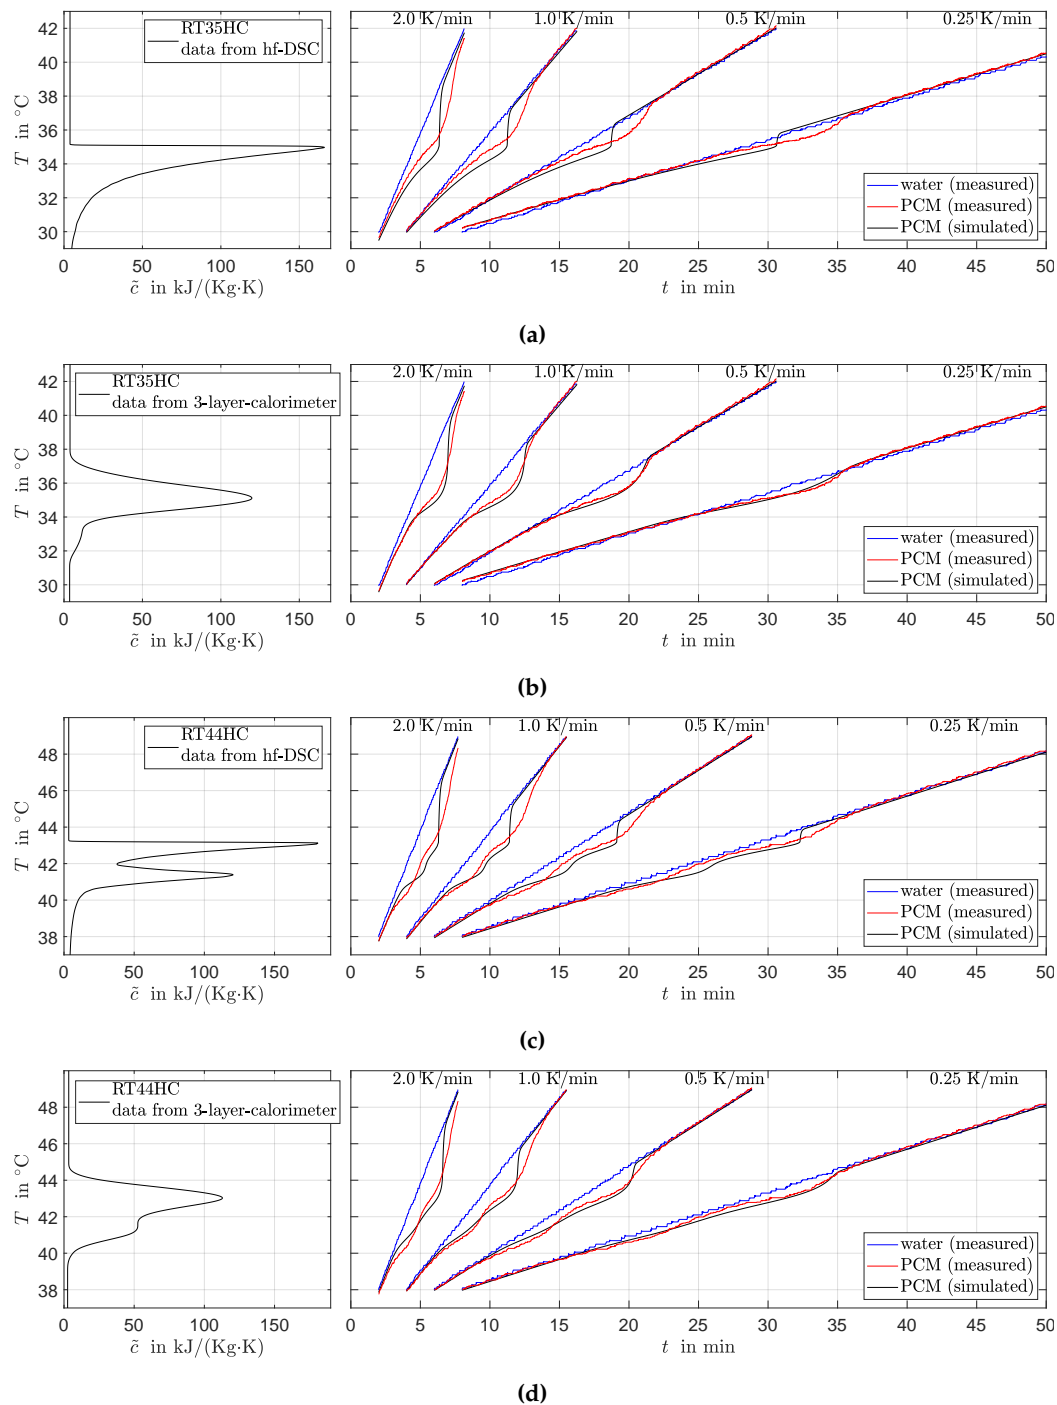 RT35HC
data from hf-DSC
42
40
38
36
34
32
30
T in °C
0 50 100 150
c̃ in kJ/(Kg·K)
2.0 K/min 1.0 K/min 0.5 K/min 0.25 K/min
42
40
38
36
34
32
30
T in °C
water (measured)
PCM (measured)
PCM (simulated)
0 5 10 15 20 25 30 35 40 45 50
t in min
(a)
RT35HC
data from 3-layer-calorimeter
42
40
38
36
34
32
30
T in °C
0 50 100 150
c̃ in kJ/(Kg·K)
2.0 K/min 1.0 K/min 0.5 K/min 0.25 K/min
water (measured)
PCM (measured)
PCM (simulated)
0 5 10 15 20 25 30 35 40 45 50
t in min
(b)
RT44HC
data from hf-DSC
48
46
44
42
40
38
T in °C
0 50 100 150
c̃ in kJ/(Kg·K)
2.0 K/min 1.0 K/min 0.5 K/min 0.25 K/min
water (measured)
PCM (measured)
PCM (simulated)
0 5 10 15 20 25 30 35 40 45 50
t in min
(c)
RT44HC
data from 3-layer-calorimeter
48
46
44
42
40
38
T in °C
0 50 100 150
c̃ in kJ/(Kg·K)
2.0 K/min 1.0 K/min 0.5 K/min 0.25 K/min
water (measured)
PCM (measured)
PCM (simulated)
0 5 10 15 20 25 30 35 40 45 50
t in min
(d)